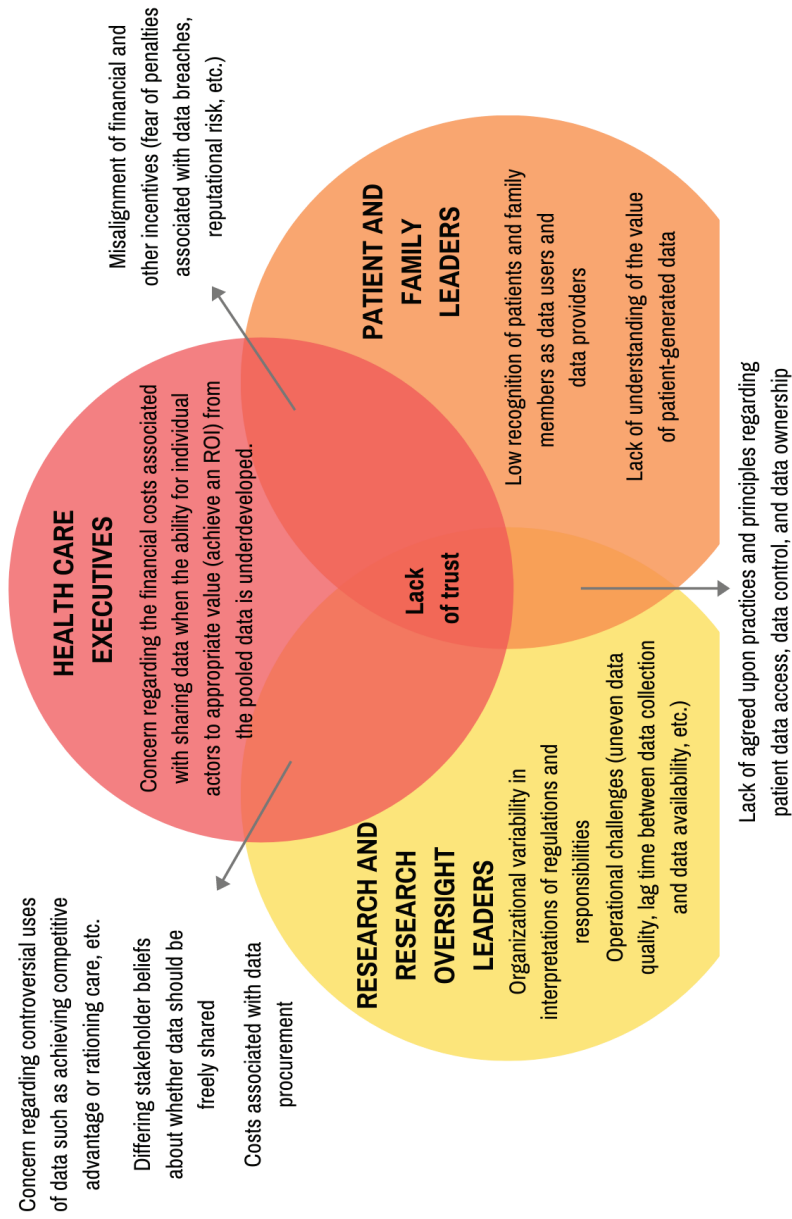 HEALTH CARE
EXECUTIVES
Concern regarding the financial costs associated
with sharing data when the ability for individual
actors to appropriate value (achieve an ROI) from
the pooled data is underdeveloped.
Concern regarding controversial uses
of data such as achieving competitive
advantage or rationing care, etc.
Differing stakeholder beliefs
about whether data should be
freely shared
Costs associated with data
procurement
Misalignment of financial and
other incentives (fear of penalties
associated with data breaches,
reputational risk, etc.)
Lack
of trust
RESEARCH AND
RESEARCH
OVERSIGHT
LEADERS
Organizational variability in
interpretations of regulations and
responsibilities
Operational challenges (uneven data
quality, lag time between data collection
and data availability, etc.)
PATIENT AND
FAMILY
LEADERS
Low recognition of patients and family
members as data users and
data providers
Lack of understanding of the value
of patient-generated data
Lack of agreed upon practices and principles regarding
patient data access, data control, and data ownership